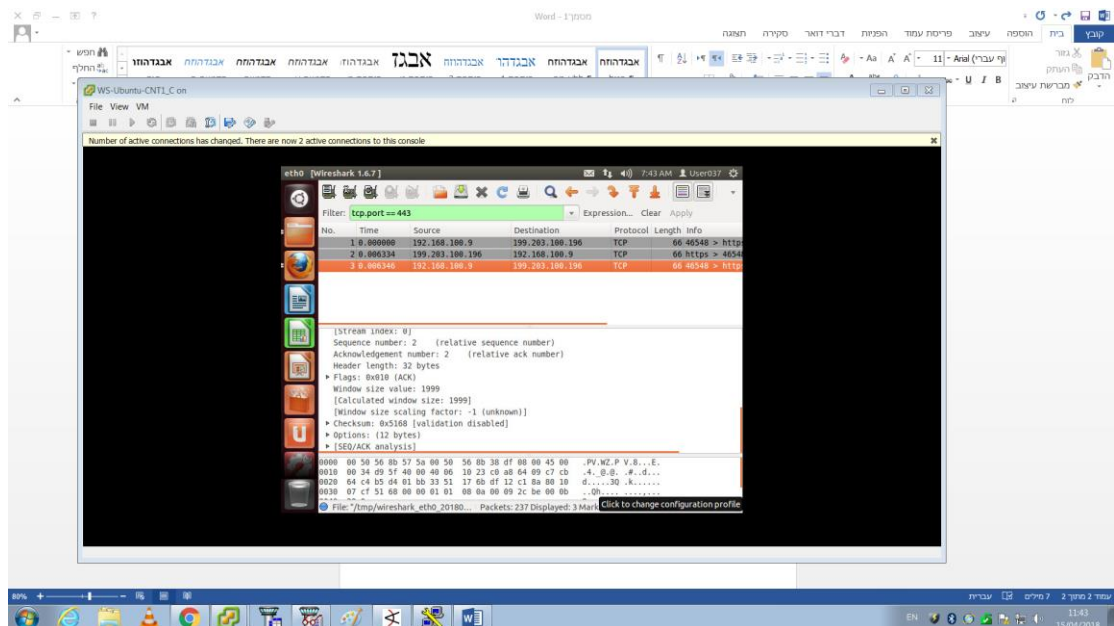 Word - מסמך1
קובץ בית הוספה עיצוב פריסת עמוד הפניות דברי דואר סקירה תצוגה
גזור
העתק
מברשת עיצוב
הדבק
לוח
11
U I B
חפש
החלף
WS-Ubuntu-CNT1_C on
File View VM
Number of active connections has changed. There are now 2 active connections to this console
eth0 [Wireshark 1.6.7 ] 7:43 AM User037
Filter: tcp.port == 443 Expression... Clear Apply
No. Time Source Destination Protocol Length Info
1 0.000000 192.168.100.9 199.203.100.196 TCP 66 46548 > http
2 0.006334 199.203.100.196 192.168.100.9 TCP 66 https > 4654
3 0.006346 192.168.100.9 199.203.100.196 TCP 66 46548 > http
[Stream index: 0]
Sequence number: 2 (relative sequence number)
Acknowledgement number: 2 (relative ack number)
Header length: 32 bytes
Flags: 0x010 (ACK)
Window size value: 1999
[Calculated window size: 1999]
[Window size scaling factor: -1 (unknown)]
Checksum: 0x5168 [validation disabled]
Options: (12 bytes)
[SEQ/ACK analysis]
0000 00 50 56 8b 57 5a 00 50 56 8b 38 df 08 00 45 00 .PV.WZ.P V.8...E.
0010 00 34 d9 5f 40 00 40 06 10 23 c0 a8 64 09 c7 cb .4._@.@. .#..d...
0020 64 c4 b5 d4 01 bb 33 51 17 6b df 12 c1 8a 80 10 d.....3Q .k......
0030 07 cf 51 68 00 00 01 01 08 0a 00 09 2c be 00 0b ..Qh.... ....,...
File: "/tmp/wireshark_eth0_20180... Packets: 237 Displayed: 3 Mark
Click to change configuration profile
80%
עמוד 2 מתוך 2 7 מילים עברית
EN 11:43
15/04/2018